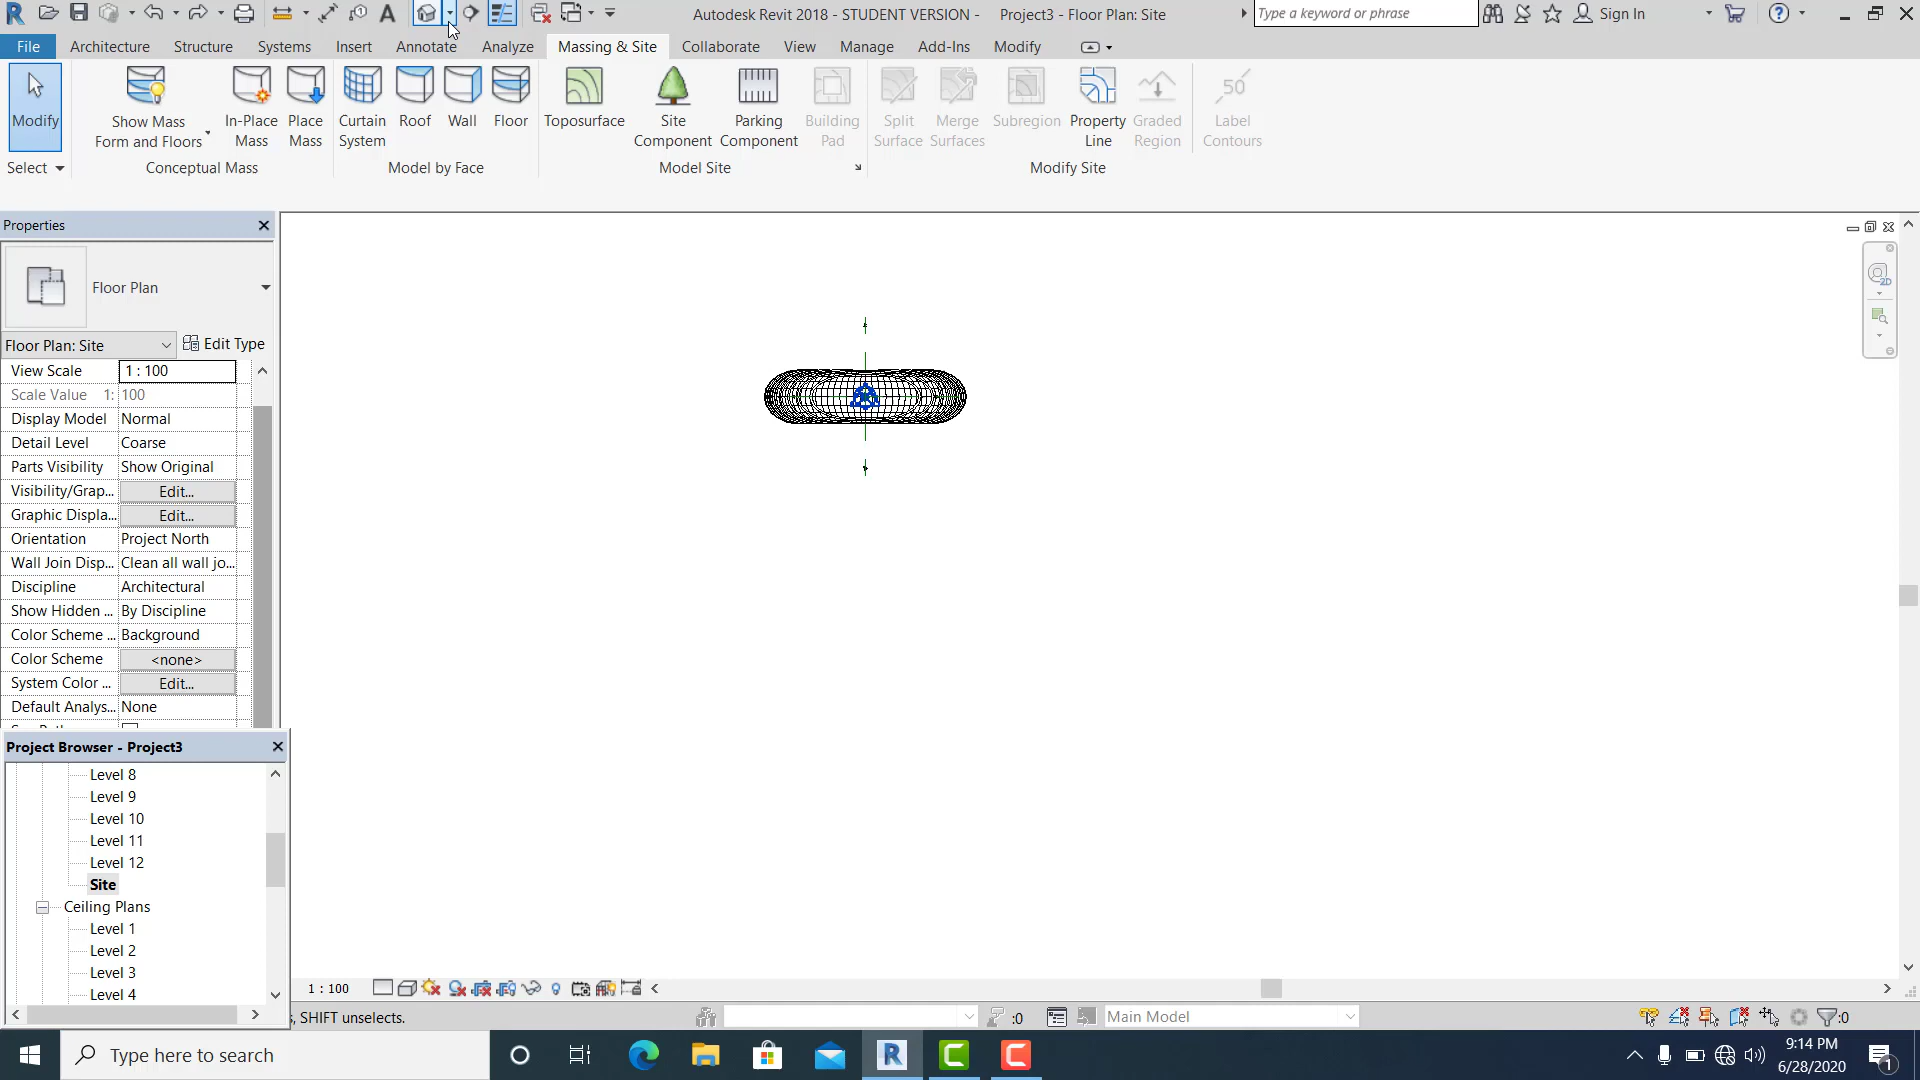 Autodesk Revit 2018 - STUDENT VERSION - Project3 - Floor Plan: Site
Type a keyword or phrase
Sign In
File Architecture Structure Systems Insert Annotate Analyze Massing & Site Collaborate View Manage Add-Ins Modify
Modify
Show Mass
Form and Floors
In-Place
Mass
Place
Mass
Curtain
System
Roof
Wall
Floor
Toposurface
Site
Component
Parking
Component
Building
Pad
Split
Surface
Merge
Surfaces
Subregion
Property
Line
Graded
Region
50
Label
Contours
Select
Conceptual Mass
Model by Face
Model Site
Modify Site
Properties
Floor Plan
Floor Plan: Site
Edit Type
View Scale 1 : 100
Scale Value 1: 100
Display Model Normal
Detail Level Coarse
Parts Visibility Show Original
Visibility/Grap... Edit...
Graphic Displa... Edit...
Orientation Project North
Wall Join Disp... Clean all wall jo...
Discipline Architectural
Show Hidden ... By Discipline
Color Scheme ... Background
Color Scheme <none>
System Color ... Edit...
Default Analys... None
Project Browser - Project3
Level 8
Level 9
Level 10
Level 11
Level 12
Site
Ceiling Plans
Level 1
Level 2
Level 3
Level 4
2D
1 : 100
, SHIFT unselects.
:0
Main Model
:0
Type here to search
9:14 PM
6/28/2020
1